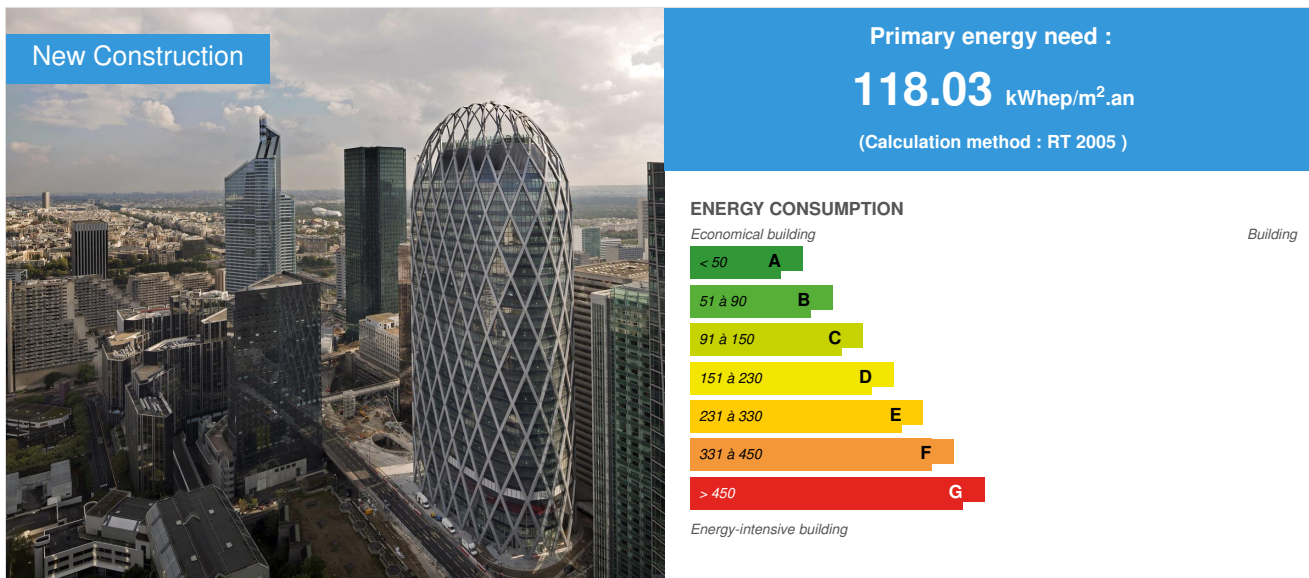 New Construction
Primary energy need :
118.03 kWhep/m².an
(Calculation method : RT 2005 )
ENERGY CONSUMPTION
Economical building
Building
< 50 A
51 à 90 B
91 à 150 C
151 à 230 D
231 à 330 E
331 à 450 F
> 450 G
Energy-intensive building